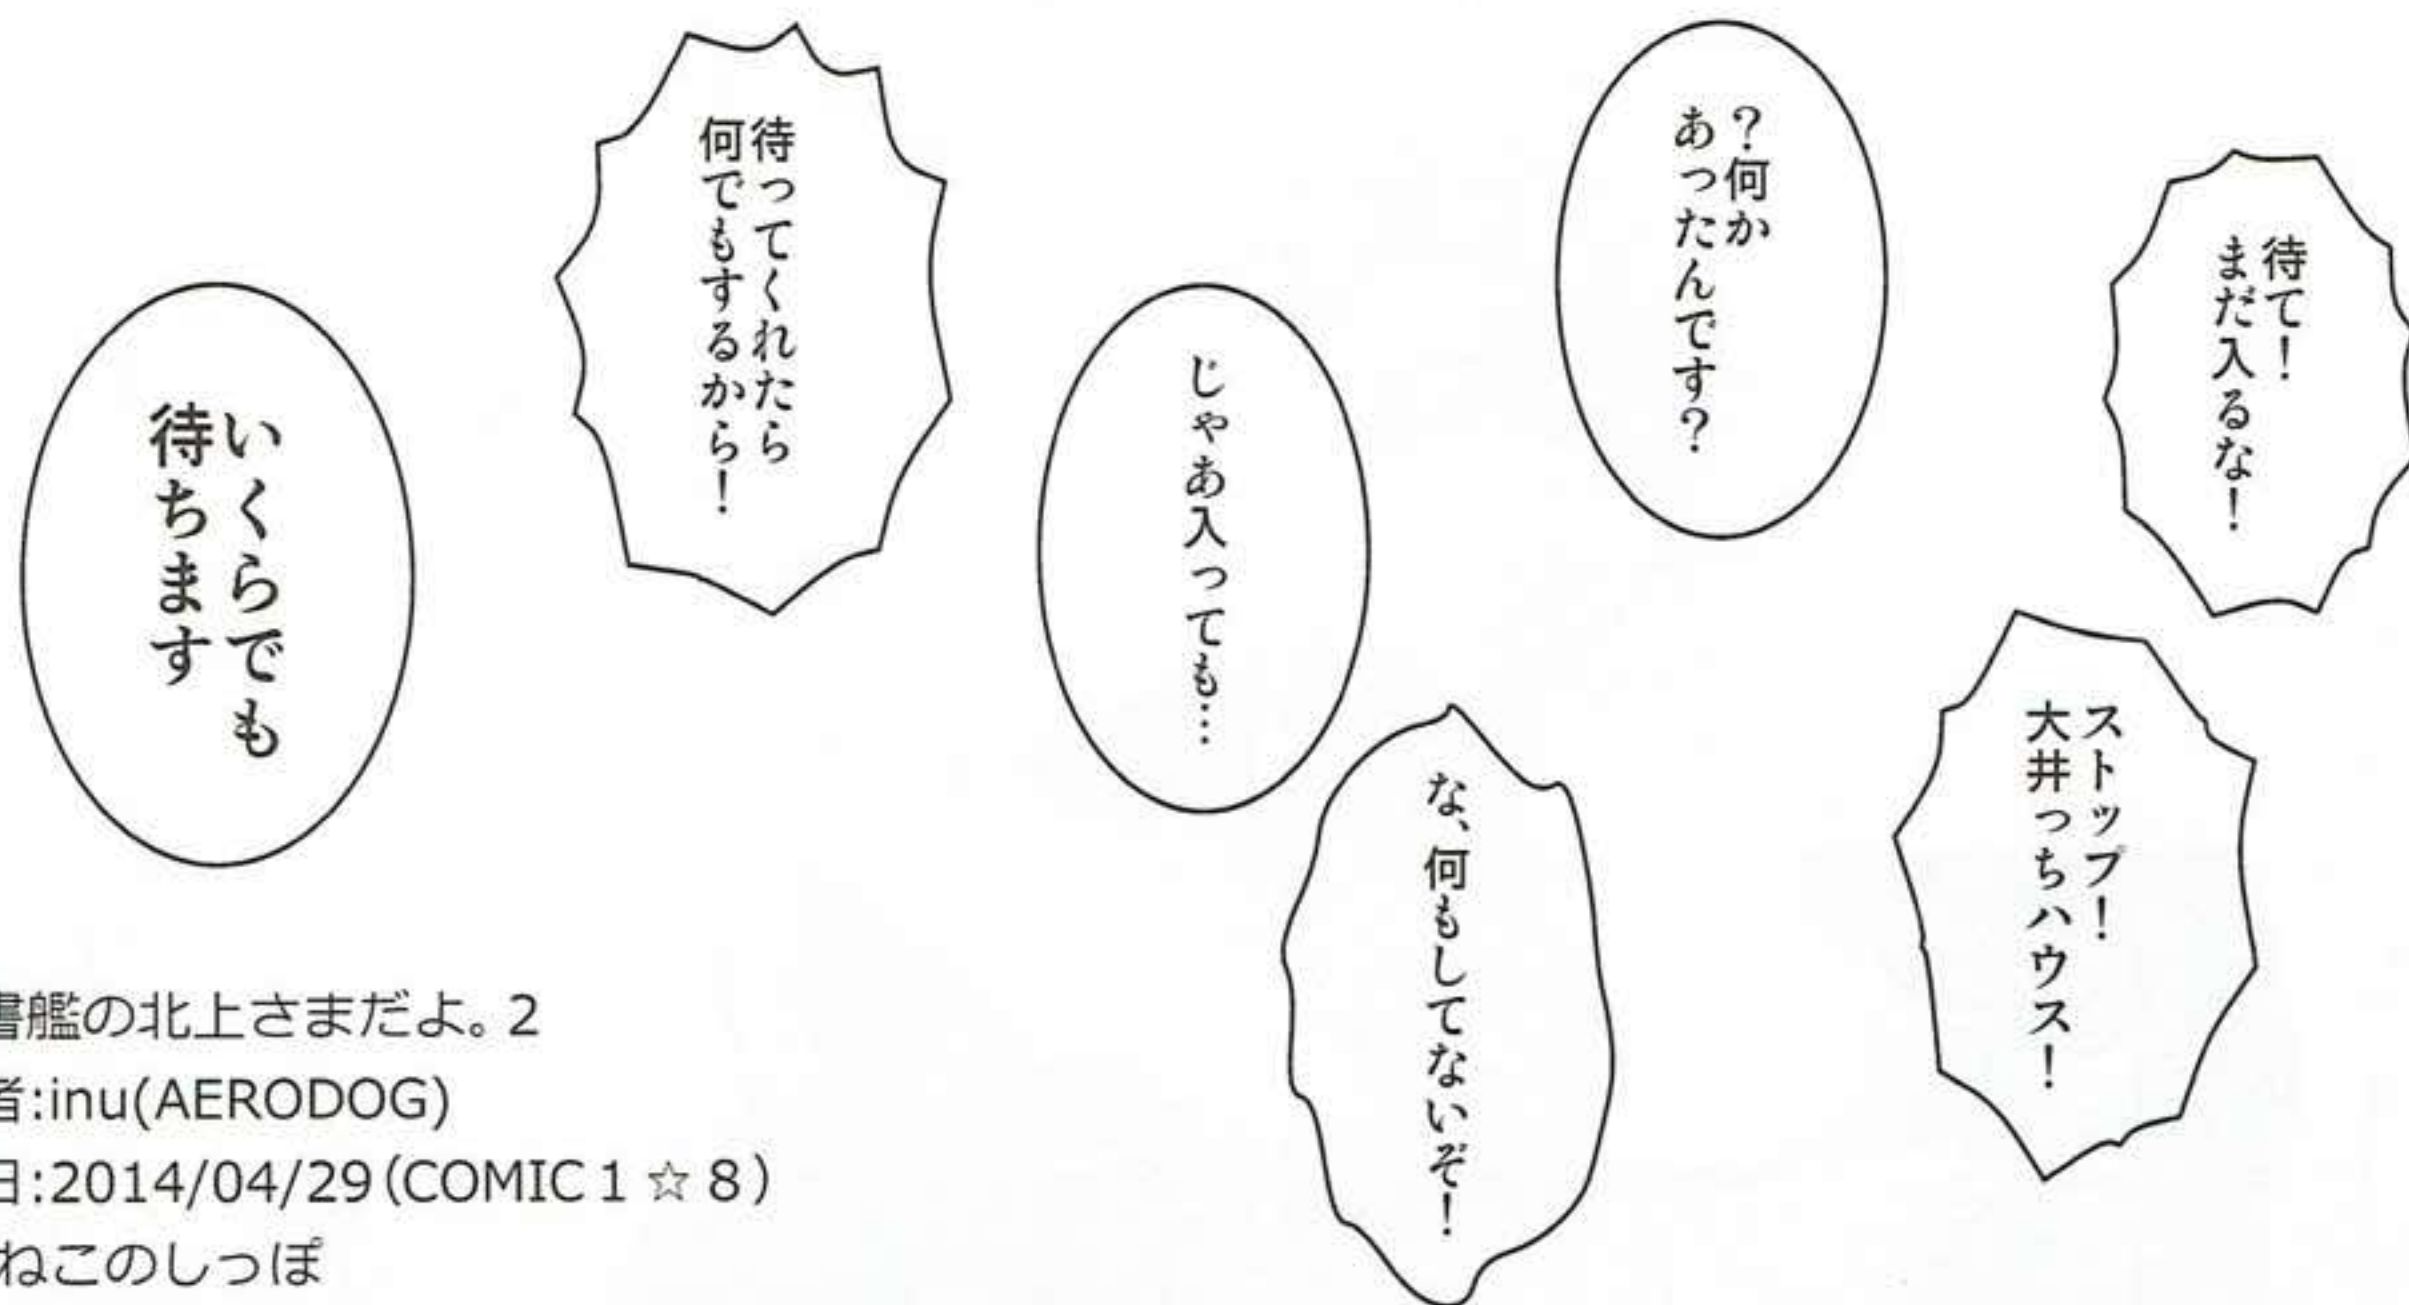 待て!
まだ入るな!
ストップ!
大井っちハウス!
?何か
あったんです?
な、何もしてないぞ!
じゃあ入っても…
待ってくれたら
何でもするから!
いくらでも
待ちます
書艦の北上さまだよ。2
者:inu(AERODOG)
日:2014/04/29(COMIC1☆8)
ねこのしっぽ